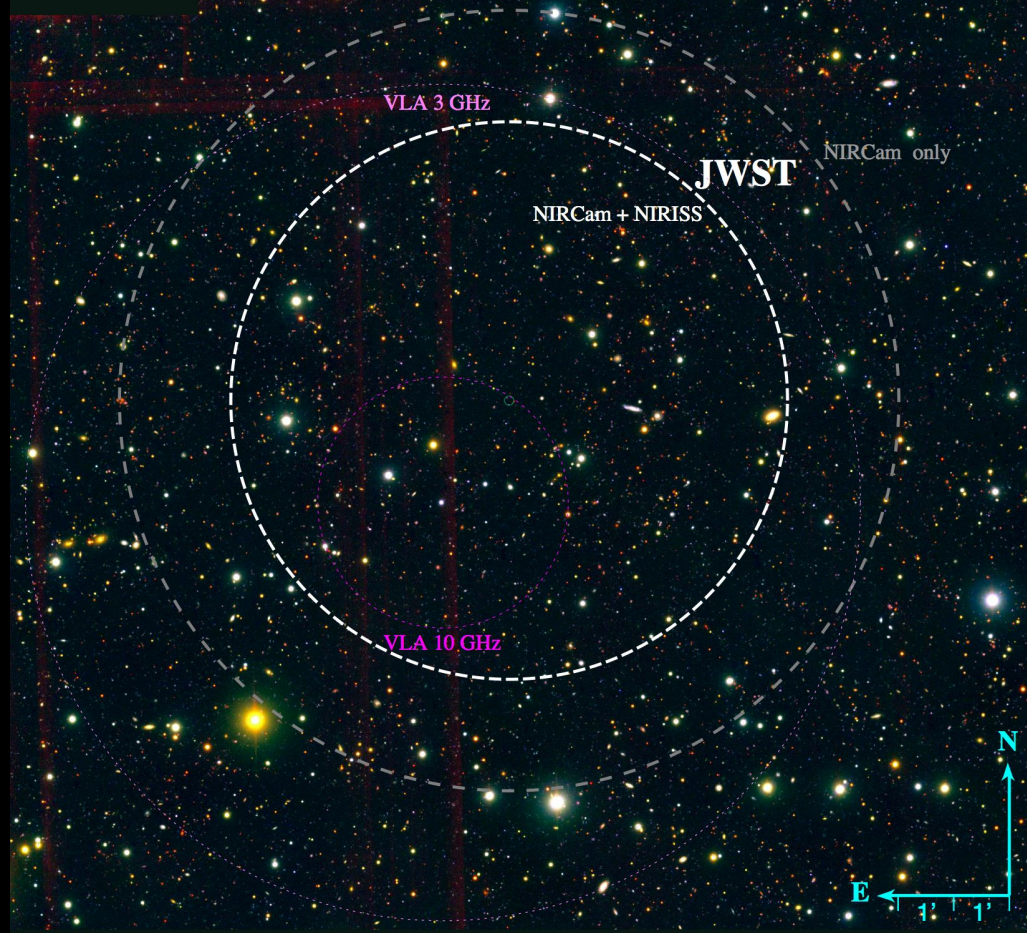 VLA 3 GHz
NIRCam only
JWST
NIRCam + NIRISS
VLA 10 GHz
N
E
1' 1'